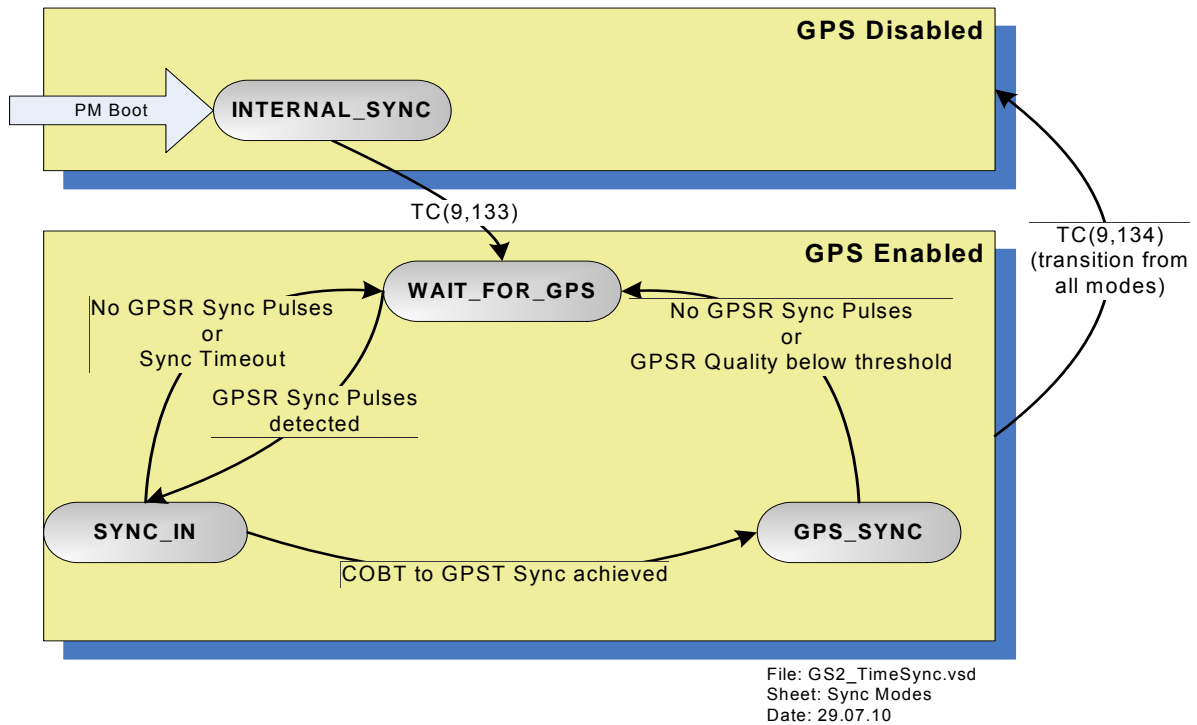 GPS Disabled
PM Boot
INTERNAL_SYNC
TC(9,133)
TC(9,134)
(transition from
all modes)
GPS Enabled
WAIT_FOR_GPS
No GPSR Sync Pulses
or
Sync Timeout
No GPSR Sync Pulses
or
GPSR Quality below threshold
GPSR Sync Pulses
detected
SYNC_IN
GPS_SYNC
COBT to GPST Sync achieved
File: GS2_TimeSync.vsd
Sheet: Sync Modes
Date: 29.07.10